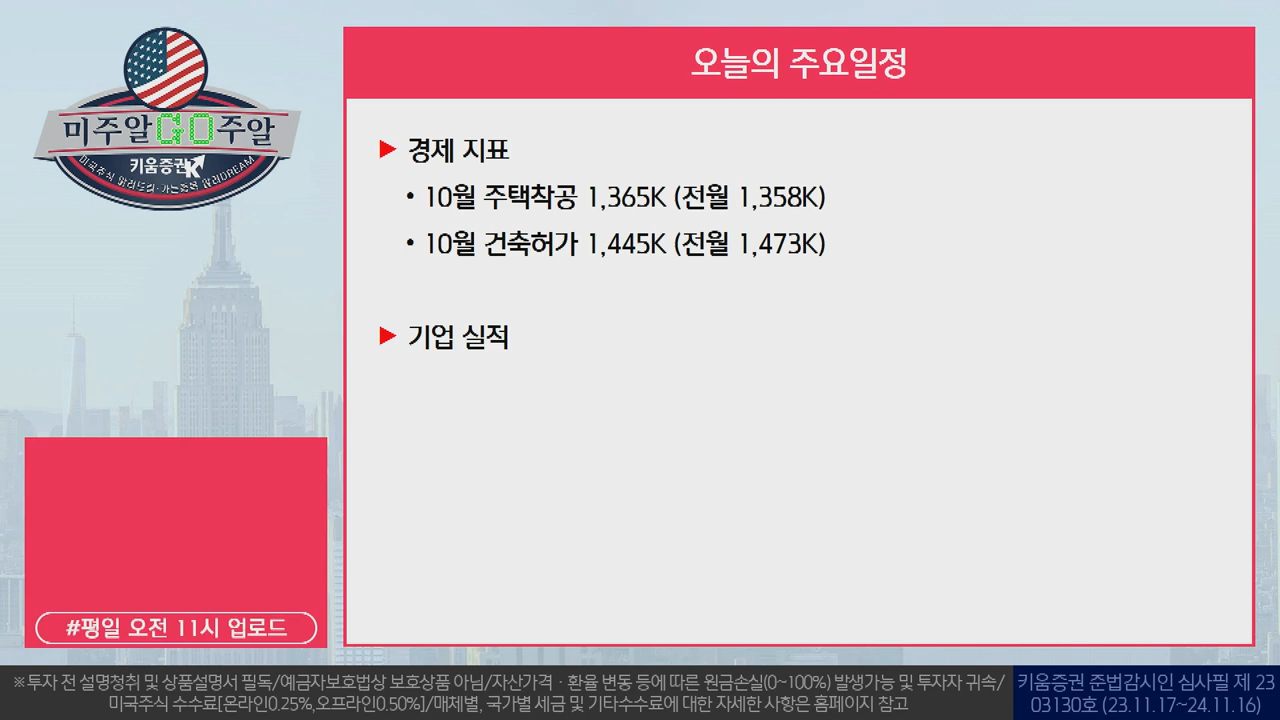 미주알GO주알
키움증권
미국주식 알려드림·가는종목 알려DREAM
오늘의 주요일정
▶ 경제 지표
• 10월 주택착공 1,365K (전월 1,358K)
• 10월 건축허가 1,445K (전월 1,473K)
▶ 기업 실적
#평일 오전 11시 업로드
※투자 전 설명청취 및 상품설명서 필독/예금자보호법상 보호상품 아님/자산가격·환율 변동 등에 따른 원금손실(0~100%) 발생가능 및 투자자 귀속/
미국주식 수수료[온라인0.25%,오프라인0.50%]/매체별, 국가별 세금 및 기타수수료에 대한 자세한 사항은 홈페이지 참고
키움증권 준법감시인 심사필 제 23
03130호 (23.11.17~24.11.16)